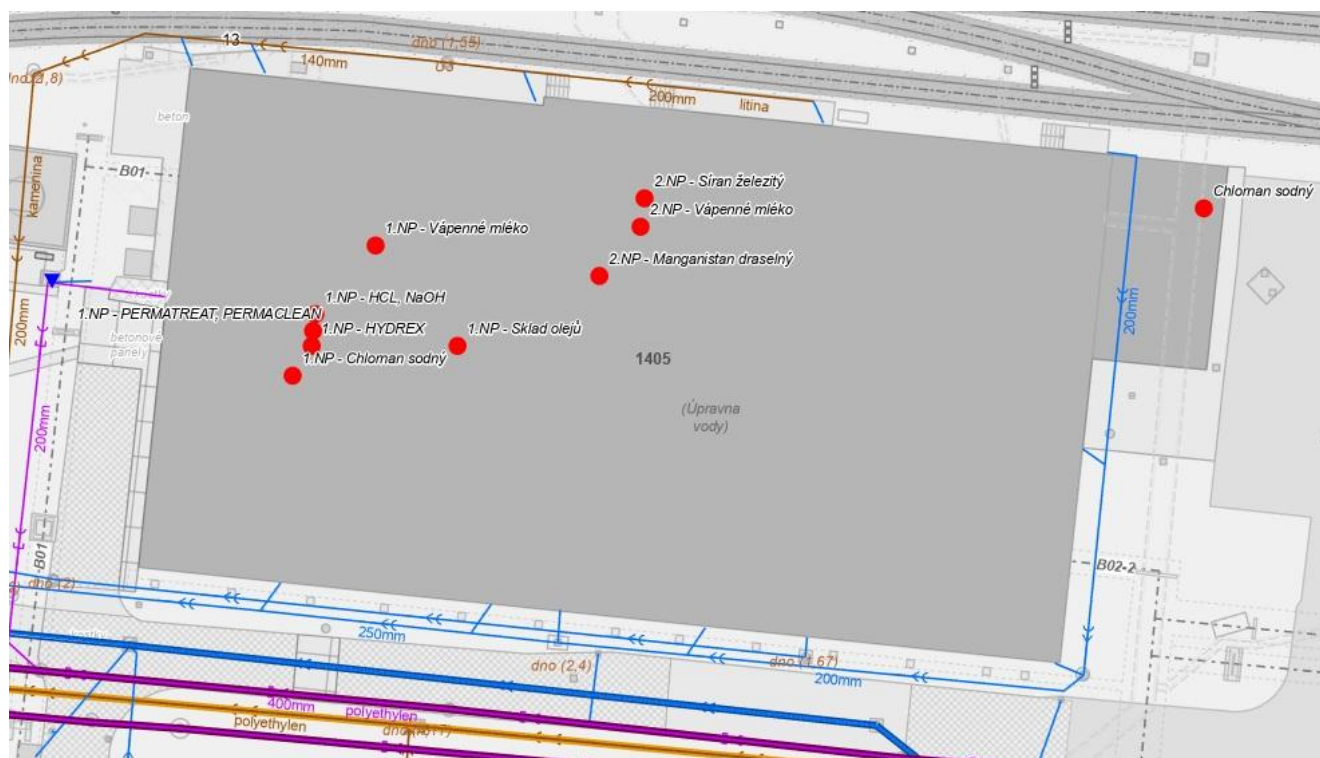 13
dno (1,55)
140mm
200mm
litina
beton
B01
kamenina
2.NP - Síran železitý
Chloman sodný
2.NP - Vápenné mléko
1.NP - Vápenné mléko
2.NP - Manganistan draselný
kostky
1.NP - HCL, NaOH
200mm
200mm
1.NP - PERMATREAT, PERMACLEAN
1.NP - HYDREX
1.NP - Sklad olejů
betonové
panely
1.NP - Chloman sodný
1405
(Úpravna
vody)
200mm
B01
B02-2
dno (2)
kostky
250mm
dno (2,4)
dno (1,67)
200mm
400mm
polyethylen
polyethylen